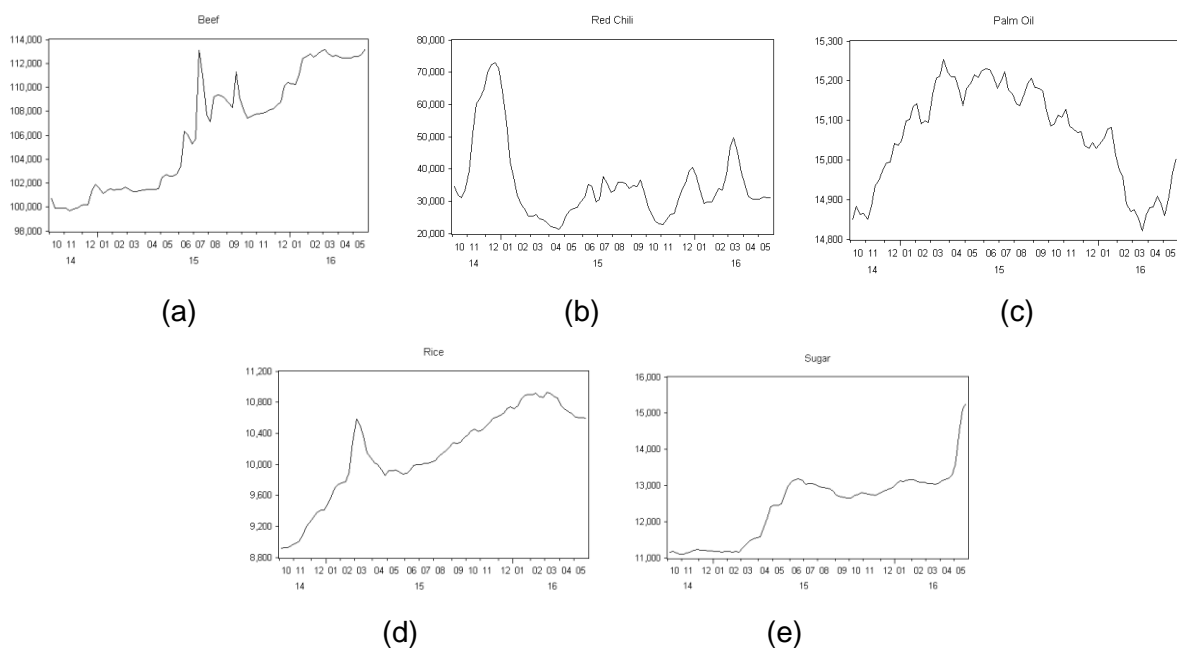 Beef
114,000
112,000
110,000
108,000
106,000
104,000
102,000
100,000
98,000
10 11 12 01 02 03 04 05 06 07 08 09 10 11 12 01 02 03 04 05
14 15 16
(a)
Red Chili
80,000
70,000
60,000
50,000
40,000
30,000
20,000
10 11 12 01 02 03 04 05 06 07 08 09 10 11 12 01 02 03 04 05
14 15 16
(b)
Palm Oil
15,300
15,200
15,100
15,000
14,900
14,800
10 11 12 01 02 03 04 05 06 07 08 09 10 11 12 01 02 03 04 05
14 15 16
(c)
Rice
11,200
10,800
10,400
10,000
9,600
9,200
8,800
10 11 12 01 02 03 04 05 06 07 08 09 10 11 12 01 02 03 04 05
14 15 16
(d)
Sugar
16,000
15,000
14,000
13,000
12,000
11,000
10 11 12 01 02 03 04 05 06 07 08 09 10 11 12 01 02 03 04 05
14 15 16
(e)